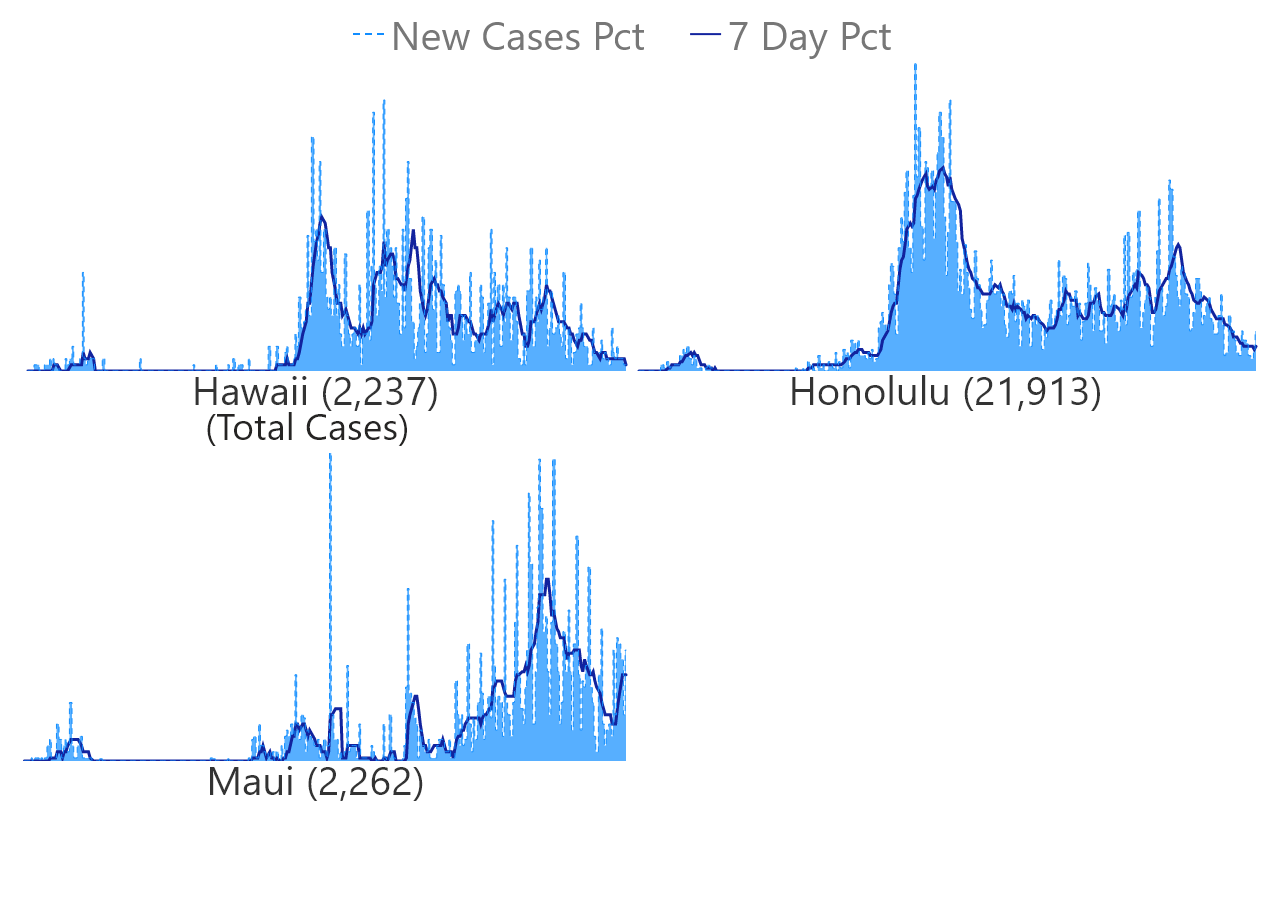 New Cases Pct 7 Day Pct
Hawaii (2,237)
(Total Cases)
Honolulu (21,913)
Maui (2,262)